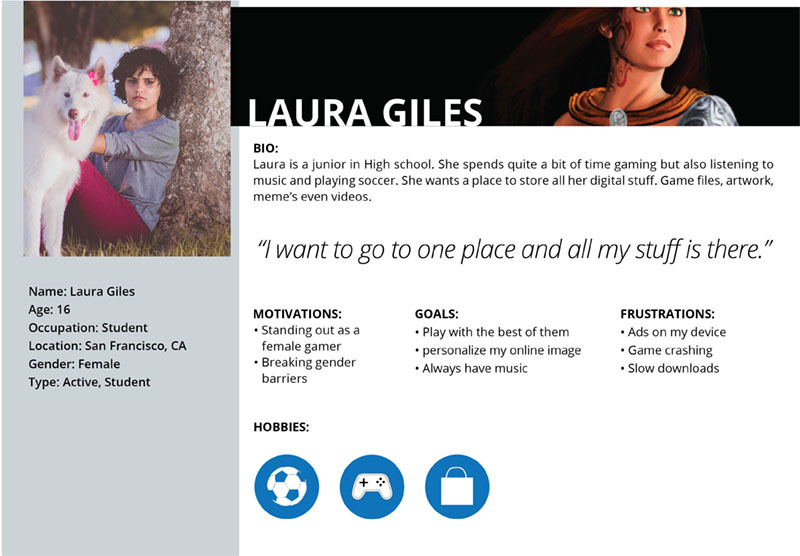 LAURA GILES
BIO:
Laura is a junior in High school. She spends quite a bit of time gaming but also listening to
music and playing soccer. She wants a place to store all her digital stuff. Game files, artwork,
meme’s even videos.
“I want to go to one place and all my stuff is there.”
Name: Laura Giles
Age: 16
Occupation: Student
Location: San Francisco, CA
Gender: Female
Type: Active, Student
MOTIVATIONS:
• Standing out as a
female gamer
• Breaking gender
barriers
GOALS:
• Play with the best of them
• personalize my online image
• Always have music
FRUSTRATIONS:
• Ads on my device
• Game crashing
• Slow downloads
HOBBIES: